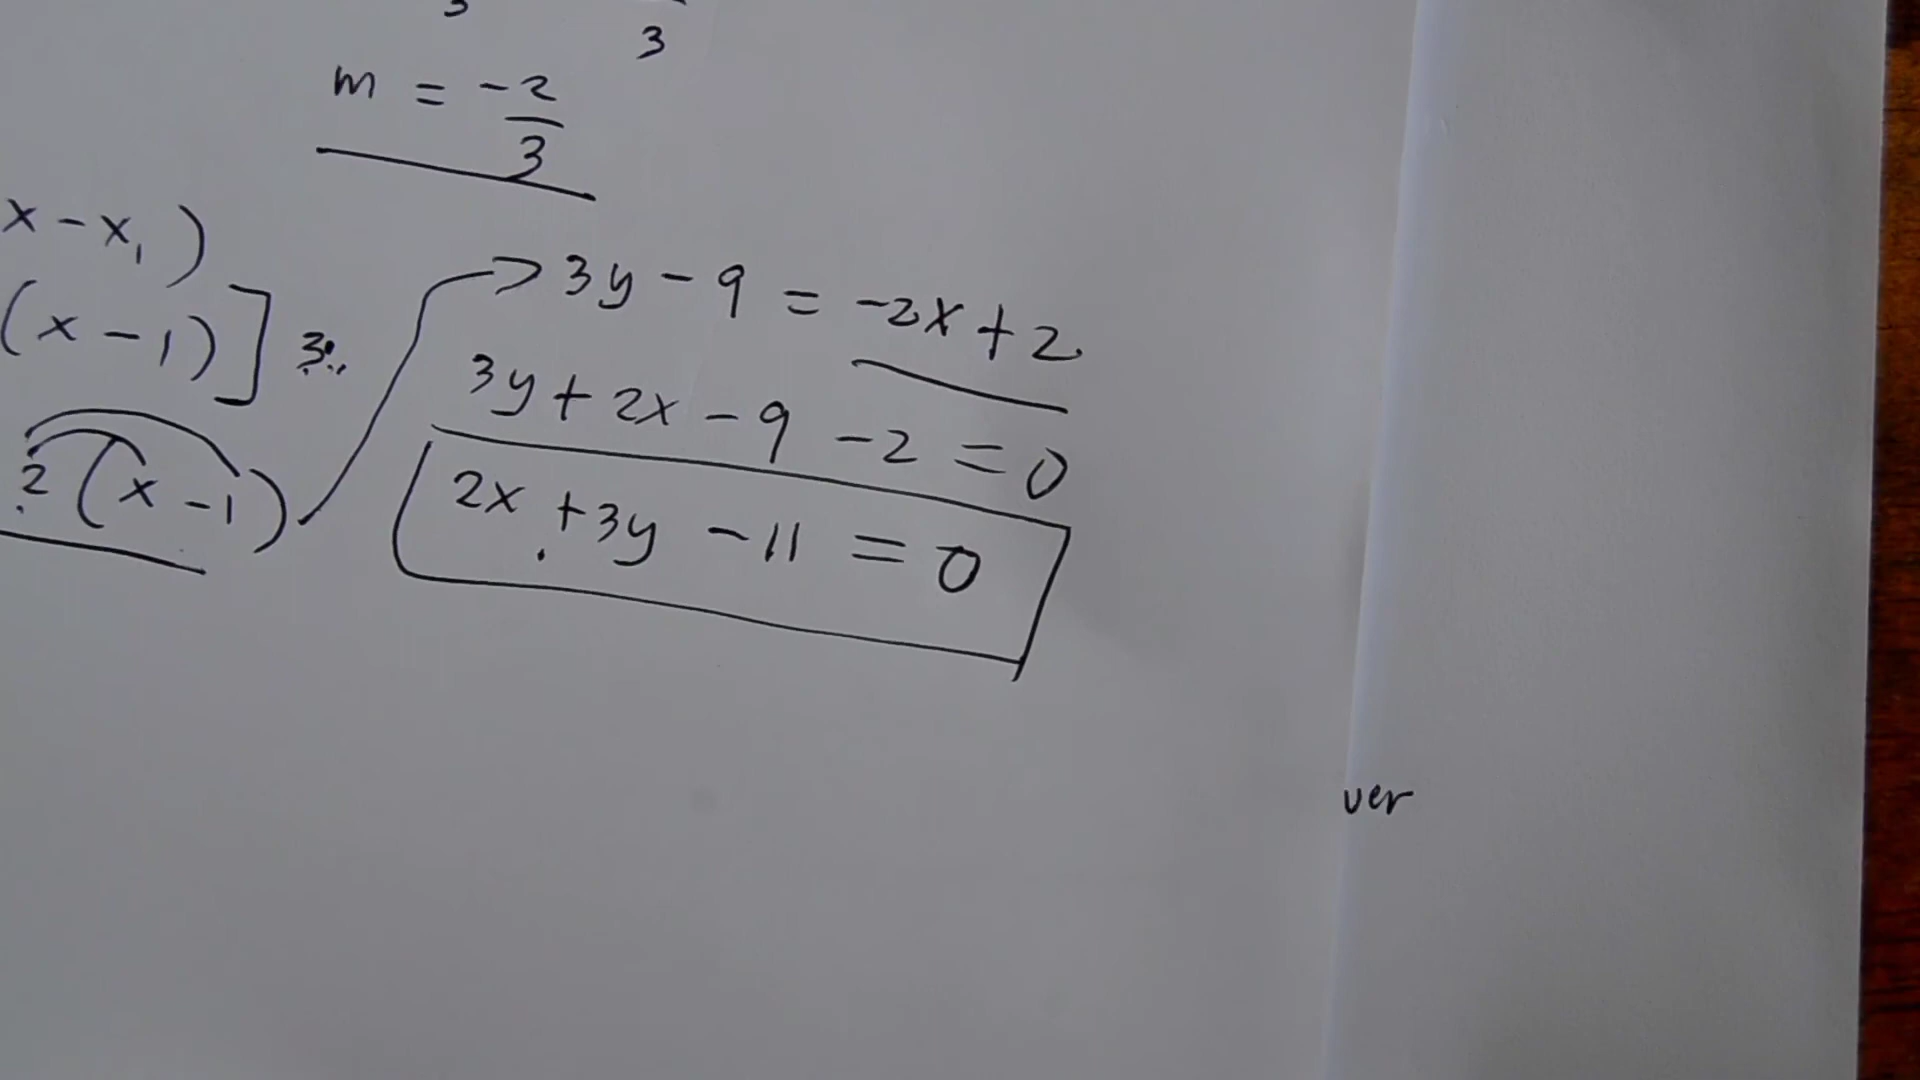 3
m = -2/3
x - x₁ )
(x - 1) ] 3
2 (x - 1)
3y - 9 = -2x + 2
3y + 2x - 9 - 2 = 0
2x + 3y - 11 = 0
ver